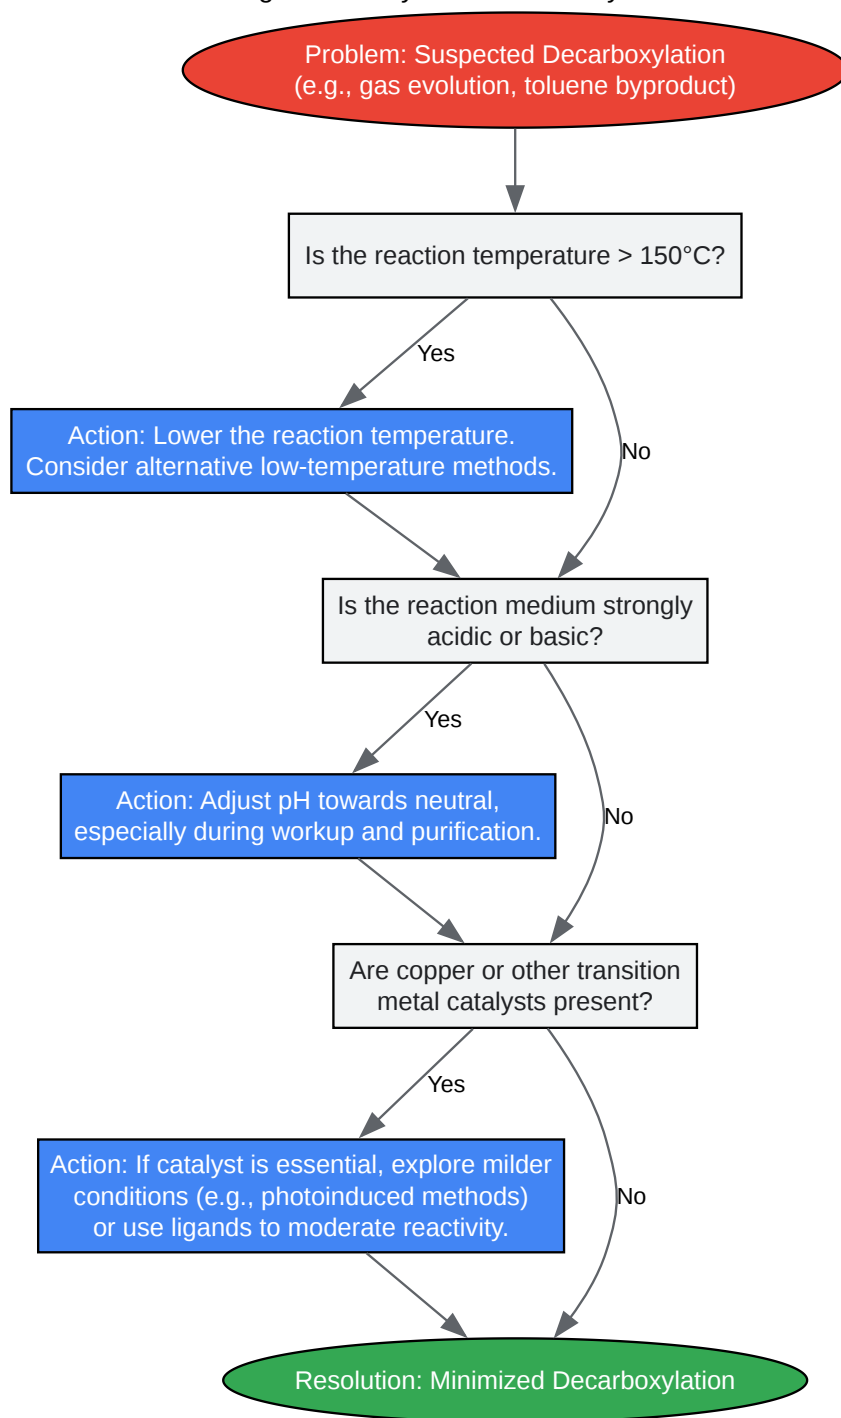 Problem: Suspected Decarboxylation
(e.g., gas evolution, toluene byproduct)
Is the reaction temperature > 150°C?
Yes
No
Action: Lower the reaction temperature.
Consider alternative low-temperature methods.
Is the reaction medium strongly
acidic or basic?
Yes
No
Action: Adjust pH towards neutral,
especially during workup and purification.
Are copper or other transition
metal catalysts present?
Yes
No
Action: If catalyst is essential, explore milder
conditions (e.g., photoinduced methods)
or use ligands to moderate reactivity.
Resolution: Minimized Decarboxylation